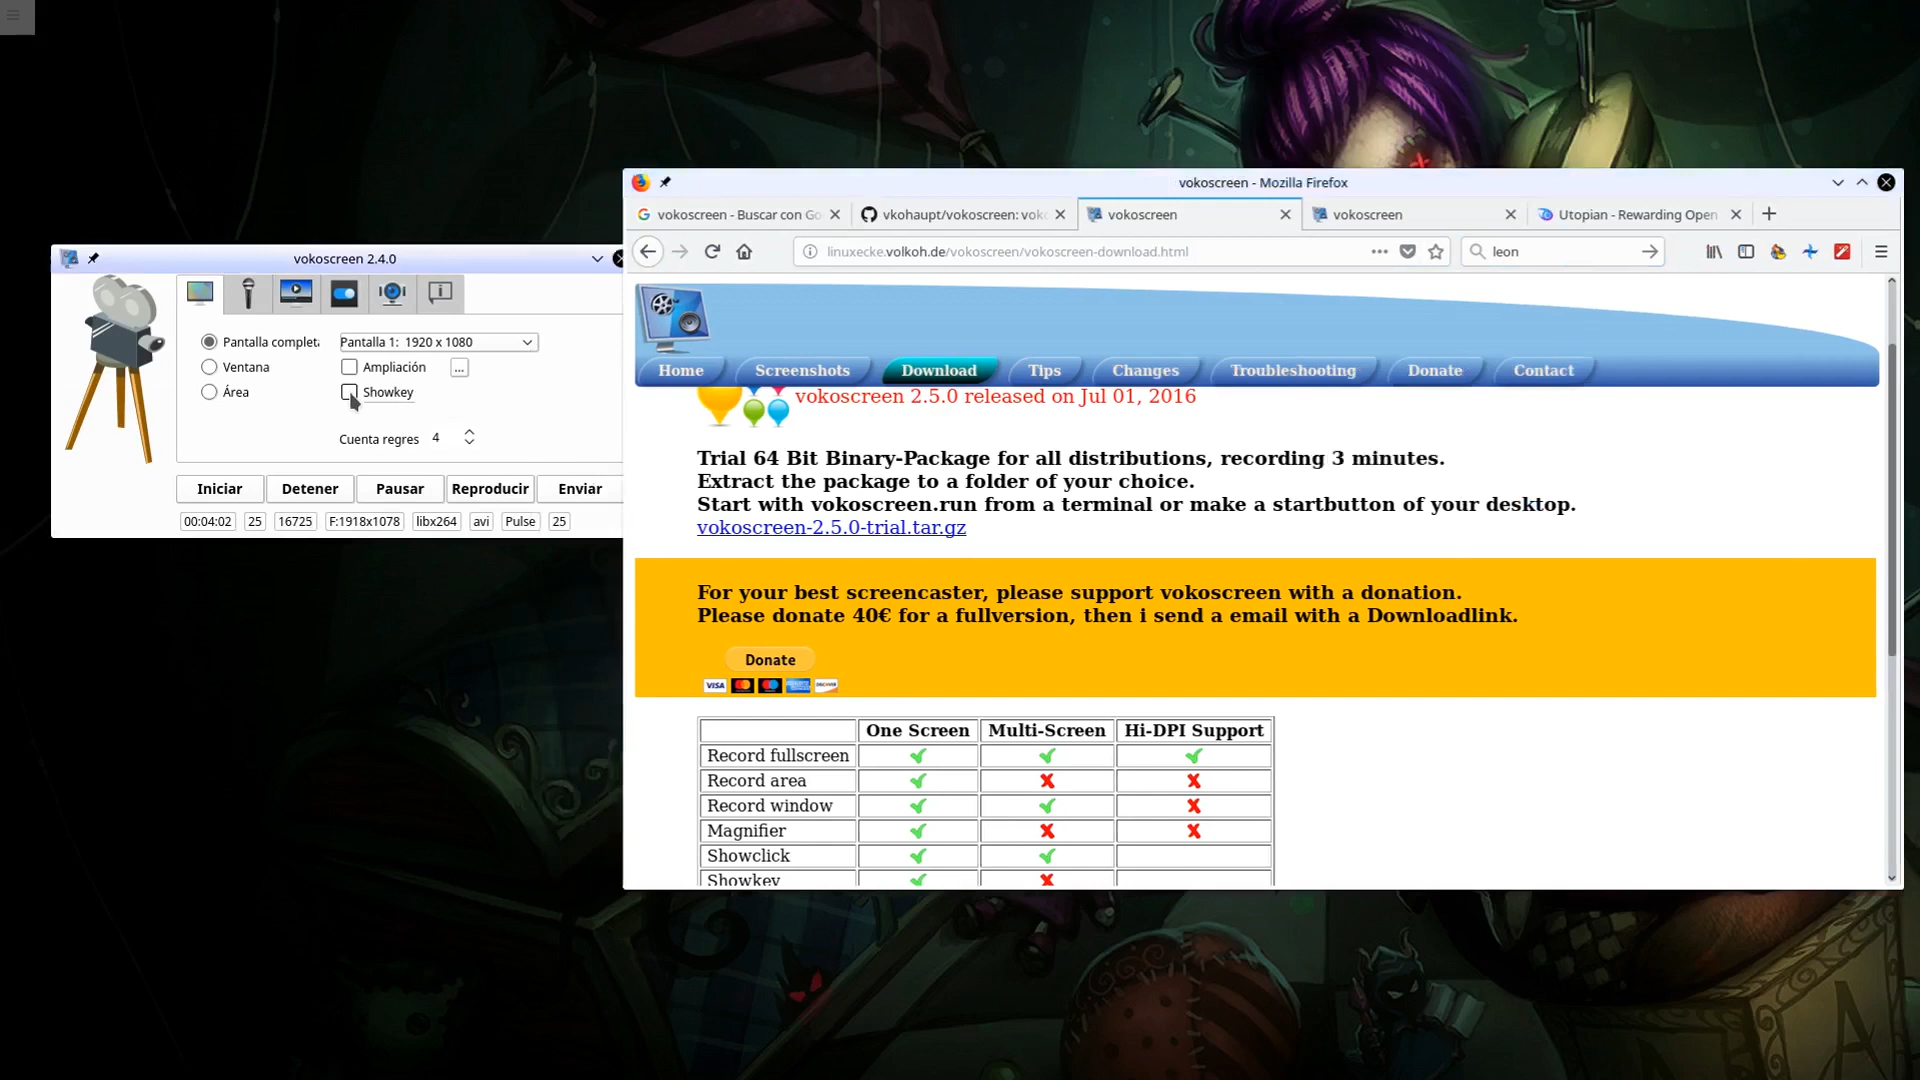 vokoscreen 2.4.0
Pantalla complet
Pantalla 1: 1920 x 1080
Ventana
Ampliación
...
Área
Showkey
Cuenta regres 4
Iniciar
Detener
Pausar
Reproducir
Enviar
00:04:02
25
16725
F:1918x1078
libx264
avi
Pulse
25
vokoscreen - Mozilla Firefox
vokoscreen - Buscar con Go
vkohaupt/vokoscreen: vok
vokoscreen
vokoscreen
Utopian - Rewarding Open
linuxecke.volkoh.de/vokoscreen/vokoscreen-download.html
leon
Home
Screenshots
Download
Tips
Changes
Troubleshooting
Donate
Contact
vokoscreen 2.5.0 released on Jul 01, 2016
Trial 64 Bit Binary-Package for all distributions, recording 3 minutes.
Extract the package to a folder of your choice.
Start with vokoscreen.run from a terminal or make a startbutton of your desktop.
vokoscreen-2.5.0-trial.tar.gz
For your best screencaster, please support vokoscreen with a donation.
Please donate 40€ for a fullversion, then i send a email with a Downloadlink.
Donate
VISA
DISCOVER
One Screen
Multi-Screen
Hi-DPI Support
Record fullscreen
Record area
Record window
Magnifier
Showclick
Showkey
A